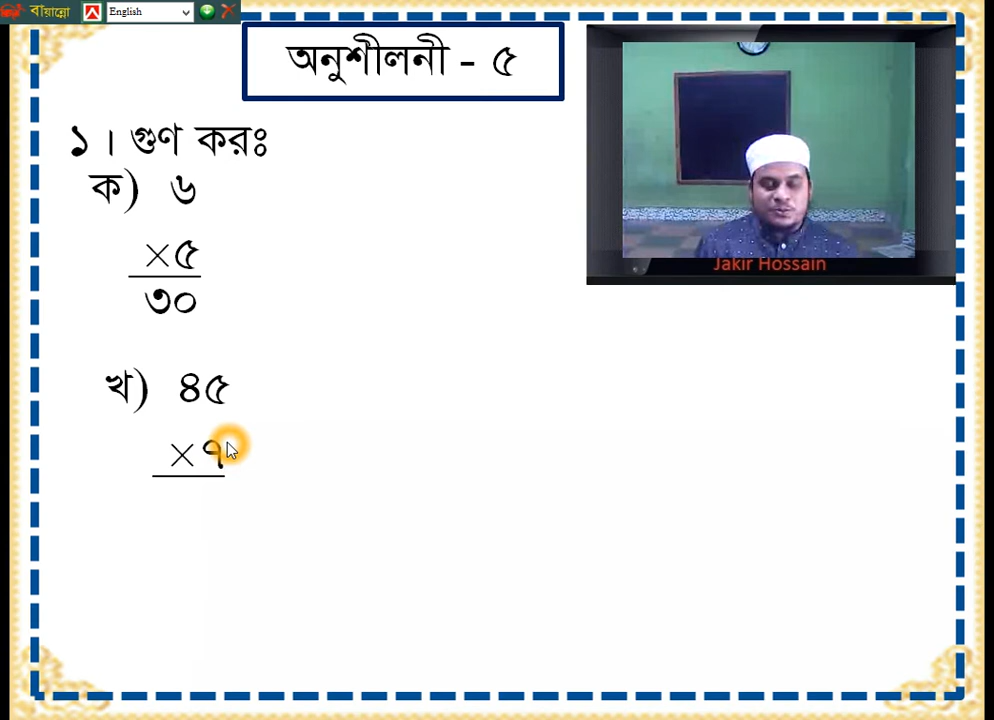 বায়ান্নো English
অনুশীলনী - ৫
১। গুণ করঃ
ক) ৬
×৫
৩০
খ) ৪৫
×৭
Jakir Hossain